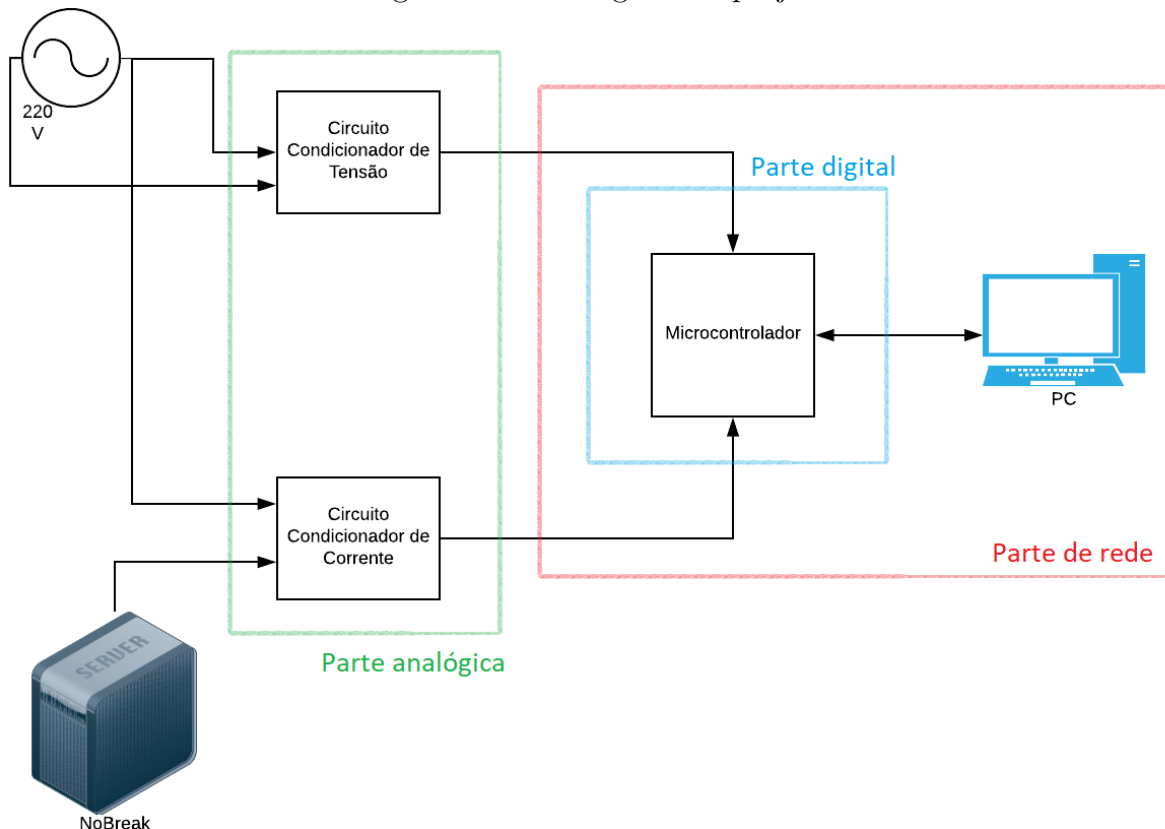 220
V
Circuito
Condicionador de
Tensão
Parte digital
Microcontrolador
PC
Circuito
Condicionador de
Corrente
Parte de rede
Parte analógica
SERVER
NoBreak